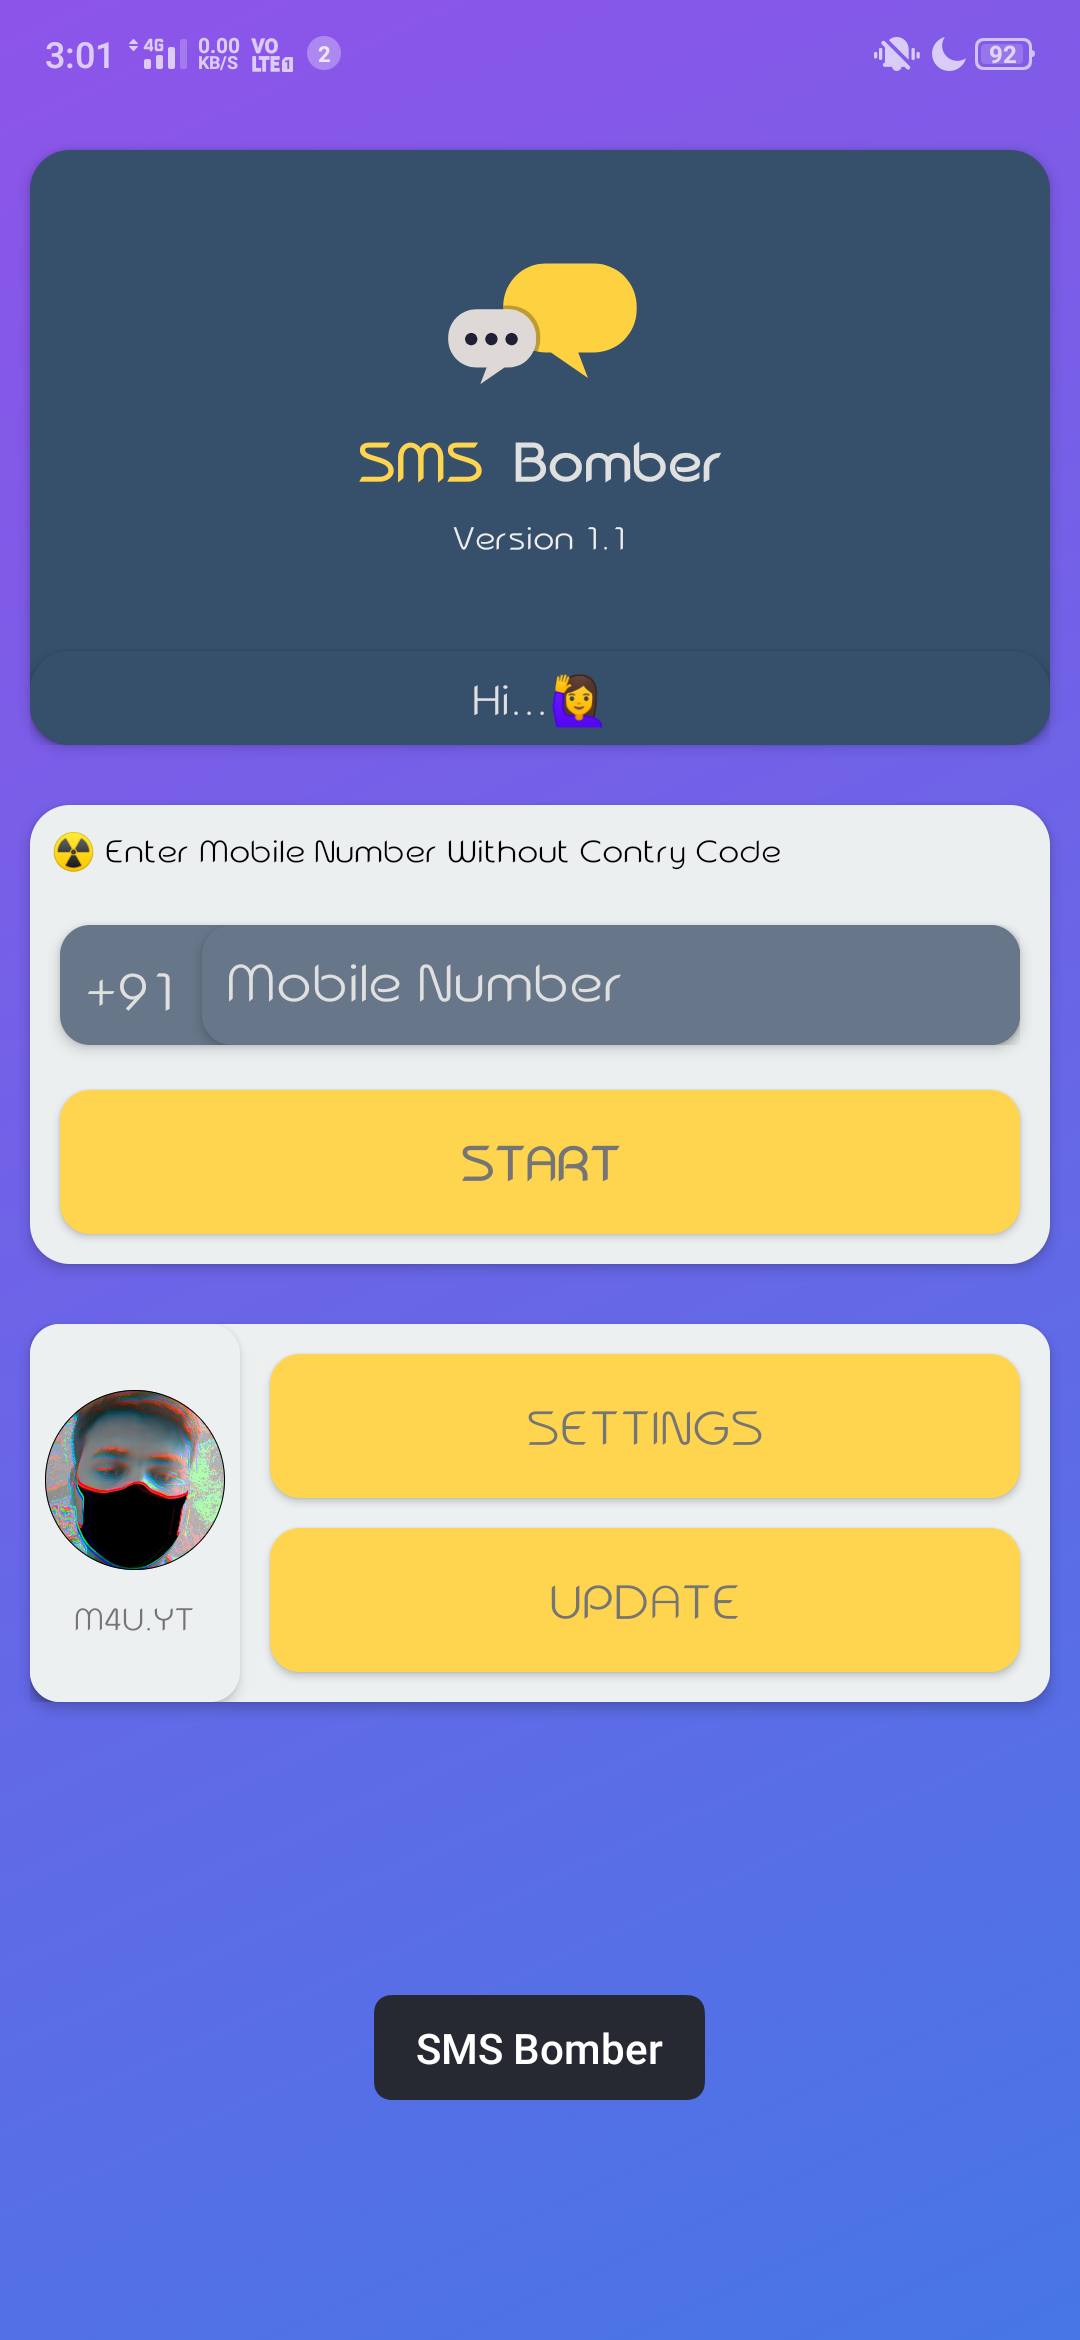 3:01 4G 0.00 KB/S VO LTE 1 2 92
SMS Bomber
Version 1.1
Hi...🙋‍♀️
☢️ Enter Mobile Number Without Contry Code
+91 Mobile Number
START
SETTINGS
M4U.YT
UPDATE
SMS Bomber